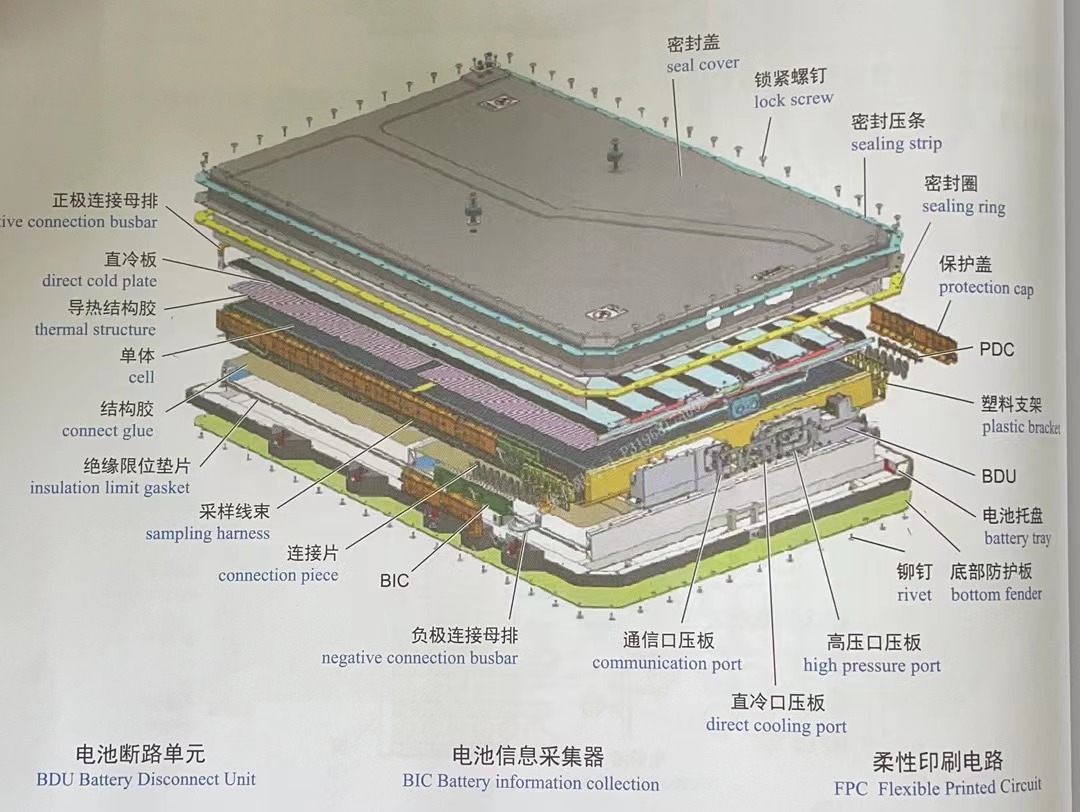 密封盖
seal cover
锁紧螺钉
lock screw
密封压条
sealing strip
密封圈
sealing ring
保护盖
protection cap
PDC
塑料支架
plastic bracket
BDU
电池托盘
battery tray
铆钉
rivet
底部防护板
bottom fender
正极连接母排
tive connection busbar
直冷板
direct cold plate
导热结构胶
thermal structure
单体
cell
结构胶
connect glue
绝缘限位垫片
insulation limit gasket
采样线束
sampling harness
连接片
connection piece
BIC
负极连接母排
negative connection busbar
通信口压板
communication port
高压口压板
high pressure port
直冷口压板
direct cooling port
电池断路单元
BDU Battery Disconnect Unit
电池信息采集器
BIC Battery information collection
柔性印刷电路
FPC Flexible Printed Circuit